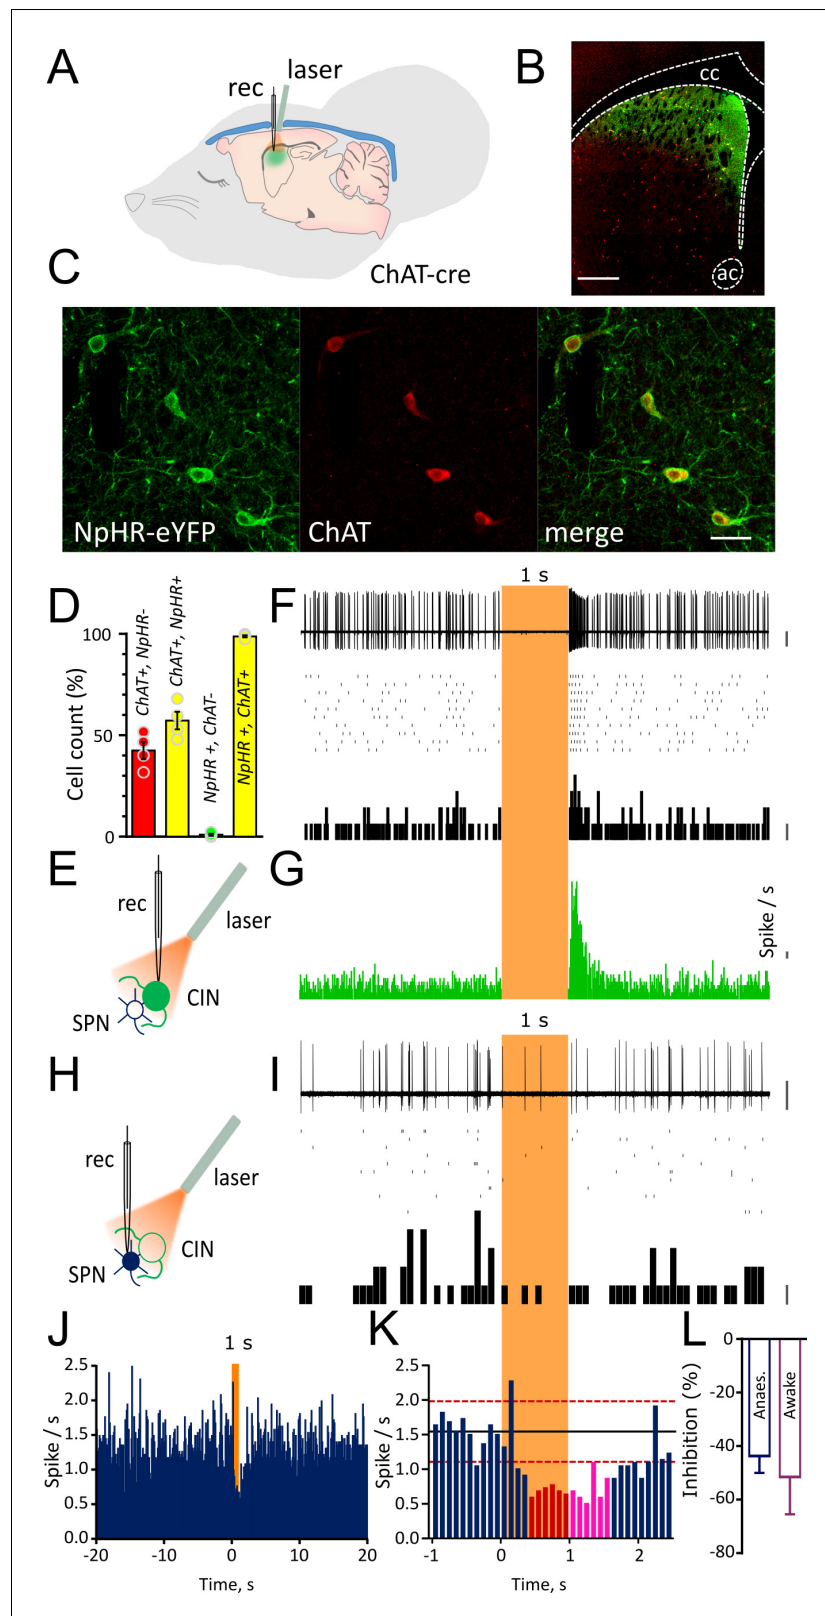 A
rec
laser
ChAT-cre
B
cc
ac
C
NpHR-eYFP
ChAT
merge
D
Cell count (%)
100
50
0
ChAT+, NpHR-
ChAT+, NpHR+
NpHR +, ChAT-
NpHR +, ChAT+
F
1 s
E
rec
laser
CIN
SPN
G
Spike / s
H
rec
laser
CIN
SPN
I
1 s
J
1 s
Spike / s
2.5
2.0
1.5
1.0
0.5
0.0
-20
-10
0
10
20
Time, s
K
Spike / s
2.5
2.0
1.5
1.0
0.5
0.0
-1
0
1
2
Time, s
L
Inhibition (%)
0
-20
-40
-60
-80
Anaes.
Awake